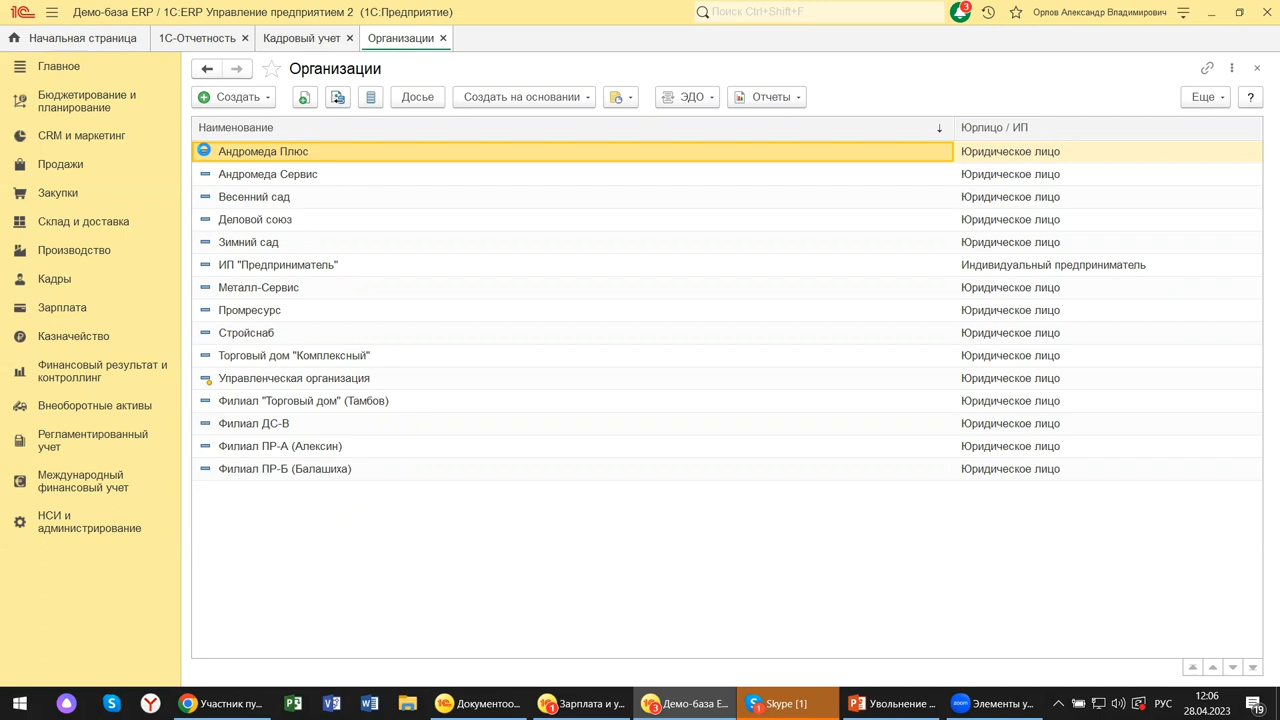 Демо-база ERP / 1С:ERP Управление предприятием 2 (1С:Предприятие)
Поиск Ctrl+Shift+F
3
Орлов Александр Владимирович
Начальная страница
1С-Отчетность ×
Кадровый учет ×
Организации ×
Главное
Бюджетирование и
планирование
CRM и маркетинг
Продажи
Закупки
Склад и доставка
Производство
Кадры
Зарплата
Казначейство
Финансовый результат и
контроллинг
Внеоборотные активы
Регламентированный
учет
Международный
финансовый учет
НСИ и
администрирование
Организации
Создать
Досье
Создать на основании
ЭДО
Отчеты
Еще
?
Наименование ↓ Юрлицо / ИП
Андромеда Плюс Юридическое лицо
Андромеда Сервис Юридическое лицо
Весенний сад Юридическое лицо
Деловой союз Юридическое лицо
Зимний сад Юридическое лицо
ИП "Предприниматель" Индивидуальный предприниматель
Металл-Сервис Юридическое лицо
Промресурс Юридическое лицо
Стройснаб Юридическое лицо
Торговый дом "Комплексный" Юридическое лицо
Управленческая организация Юридическое лицо
Филиал "Торговый дом" (Тамбов) Юридическое лицо
Филиал ДС-В Юридическое лицо
Филиал ПР-А (Алексин) Юридическое лицо
Филиал ПР-Б (Балашиха) Юридическое лицо
Участник пу...
Документоо...
1 Зарплата и у...
3 Демо-база E...
1 Skype [1]
Увольнение ...
zoom Элементы у...
РУС
12:06
28.04.2023
19